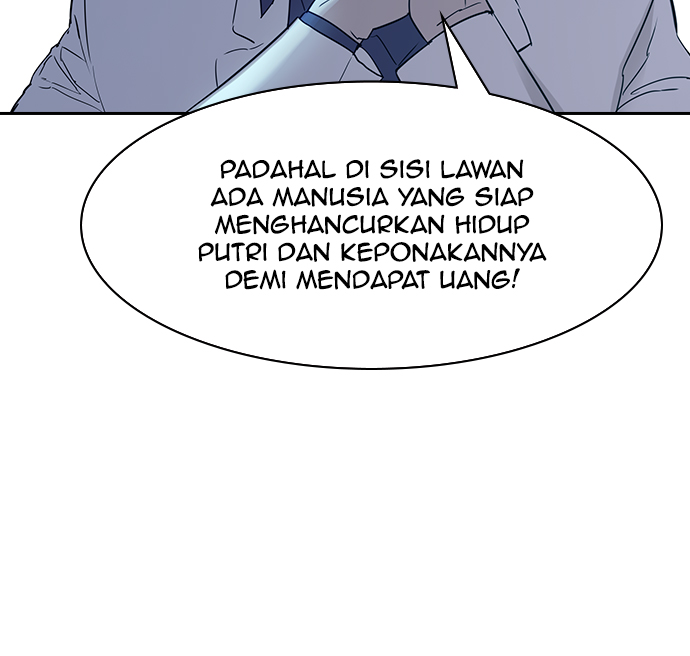 PADAHAL DI SISI LAWAN
ADA MANUSIA YANG SIAP
MENGHANCURKAN HIDUP
PUTRI DAN KEPONAKANNYA
DEMI MENDAPAT UANG!